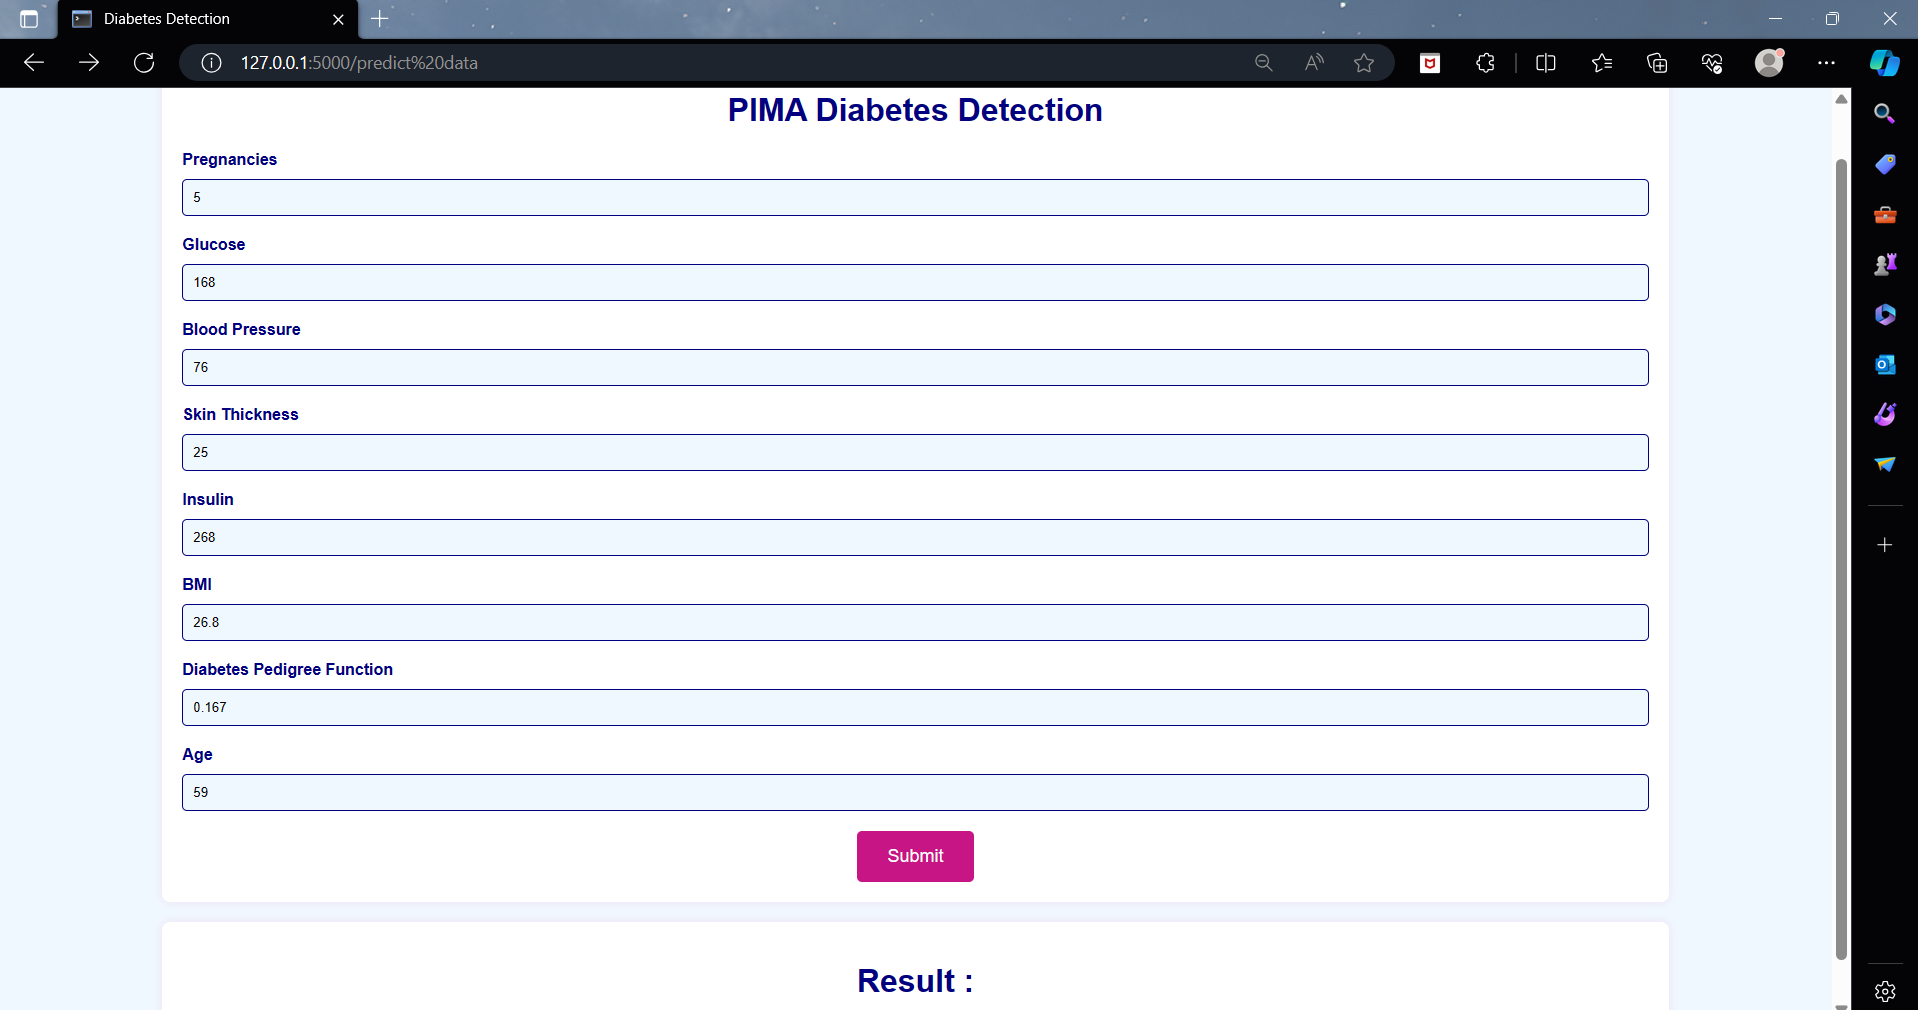 Diabetes Detection
127.0.0.1:5000/predict%20data
PIMA Diabetes Detection
Pregnancies
5
Glucose
168
Blood Pressure
76
Skin Thickness
25
Insulin
268
BMI
26.8
Diabetes Pedigree Function
0.167
Age
59
Submit
Result :